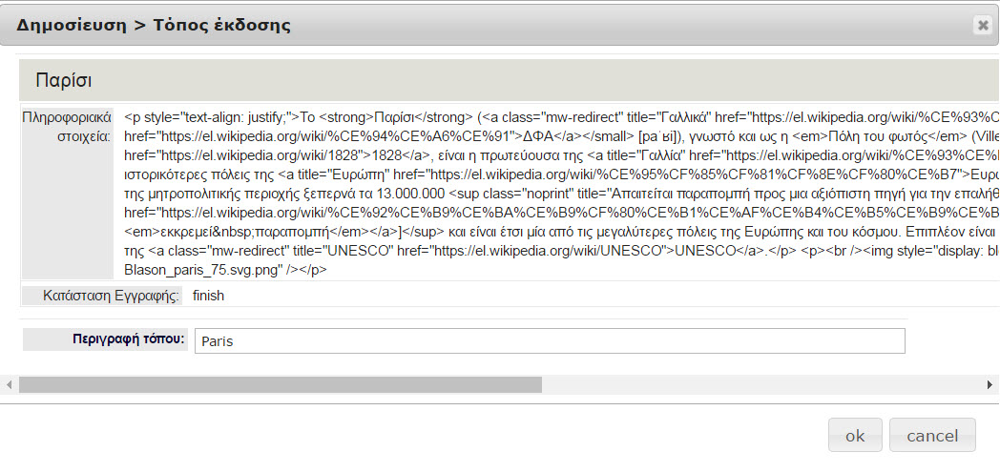 Δημοσίευση > Τόπος έκδοσης
Παρίσι
Πληροφοριακά στοιχεία:
<p style="text-align: justify;">Το <strong>Παρίσι</strong> (<a class="mw-redirect" title="Γαλλικά" href="https://el.wikipedia.org/wiki/%CE%93%C
href="https://el.wikipedia.org/wiki/%CE%94%CE%A6%CE%91">ΔΦΑ</a></small> [paˈʁi]), γνωστό και ως η <em>Πόλη του φωτός</em> (Ville
href="https://el.wikipedia.org/wiki/1828">1828</a>, είναι η πρωτεύουσα της <a title="Γαλλία" href="https://el.wikipedia.org/wiki/%CE%93%CE%
ιστορικότερες πόλεις της <a title="Ευρώπη" href="https://el.wikipedia.org/wiki/%CE%95%CF%85%CF%81%CF%8E%CF%80%CE%B7">Ευρώ
της μητροπολιτικής περιοχής ξεπερνά τα 13.000.000 <sup class="noprint" title="Απαιτείται παραπομπή προς μια αξιόπιστη πηγή για την επαλήθ
href="https://el.wikipedia.org/wiki/%CE%92%CE%B9%CE%BA%CE%B9%CF%80%CE%B1%CE%AF%CE%B4%CE%B5%CE%B9%CE%B
<em>εκκρεμεί&nbsp;παραπομπή</em></a>]</sup> και είναι έτσι μία από τις μεγαλύτερες πόλεις της Ευρώπης και του κόσμου. Επιπλέον είναι
της <a class="mw-redirect" title="UNESCO" href="https://el.wikipedia.org/wiki/UNESCO">UNESCO</a>.</p> <p><br /><img style="display: bl
Blason_paris_75.svg.png" /></p>
Κατάσταση Εγγραφής: finish
Περιγραφή τόπου: Paris
ok cancel